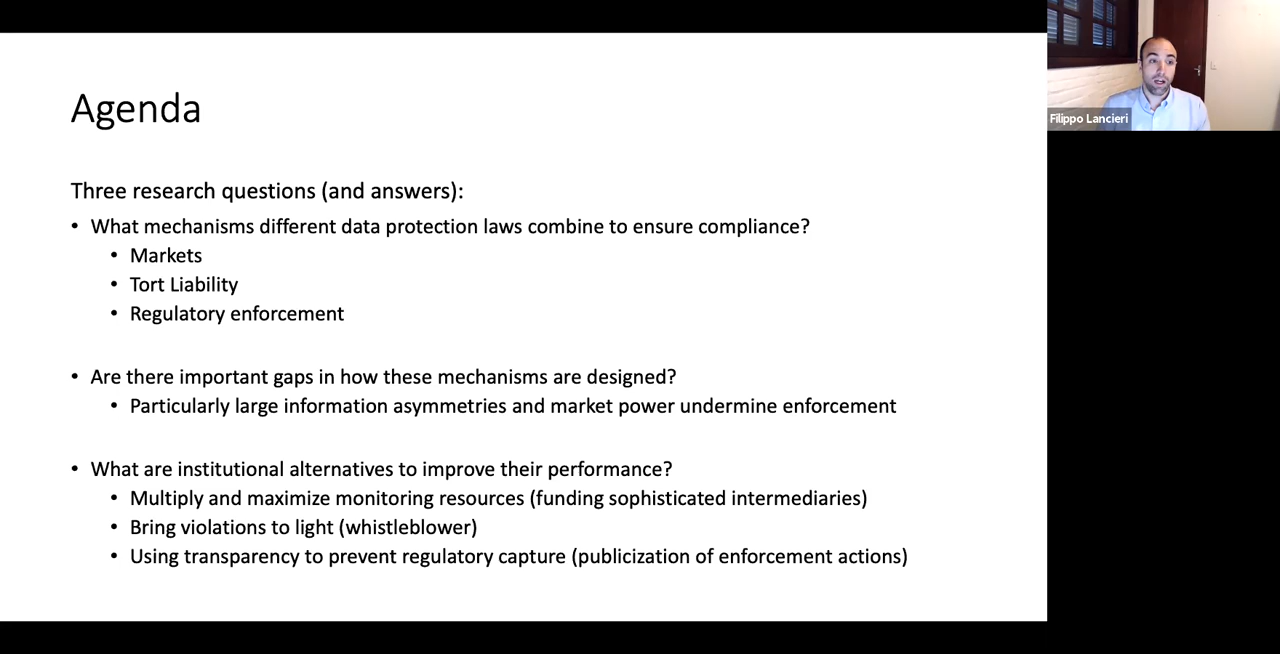 Agenda
Three research questions (and answers):
• What mechanisms different data protection laws combine to ensure compliance?
• Markets
• Tort Liability
• Regulatory enforcement
• Are there important gaps in how these mechanisms are designed?
• Particularly large information asymmetries and market power undermine enforcement
• What are institutional alternatives to improve their performance?
• Multiply and maximize monitoring resources (funding sophisticated intermediaries)
• Bring violations to light (whistleblower)
• Using transparency to prevent regulatory capture (publicization of enforcement actions)
Filippo Lancieri